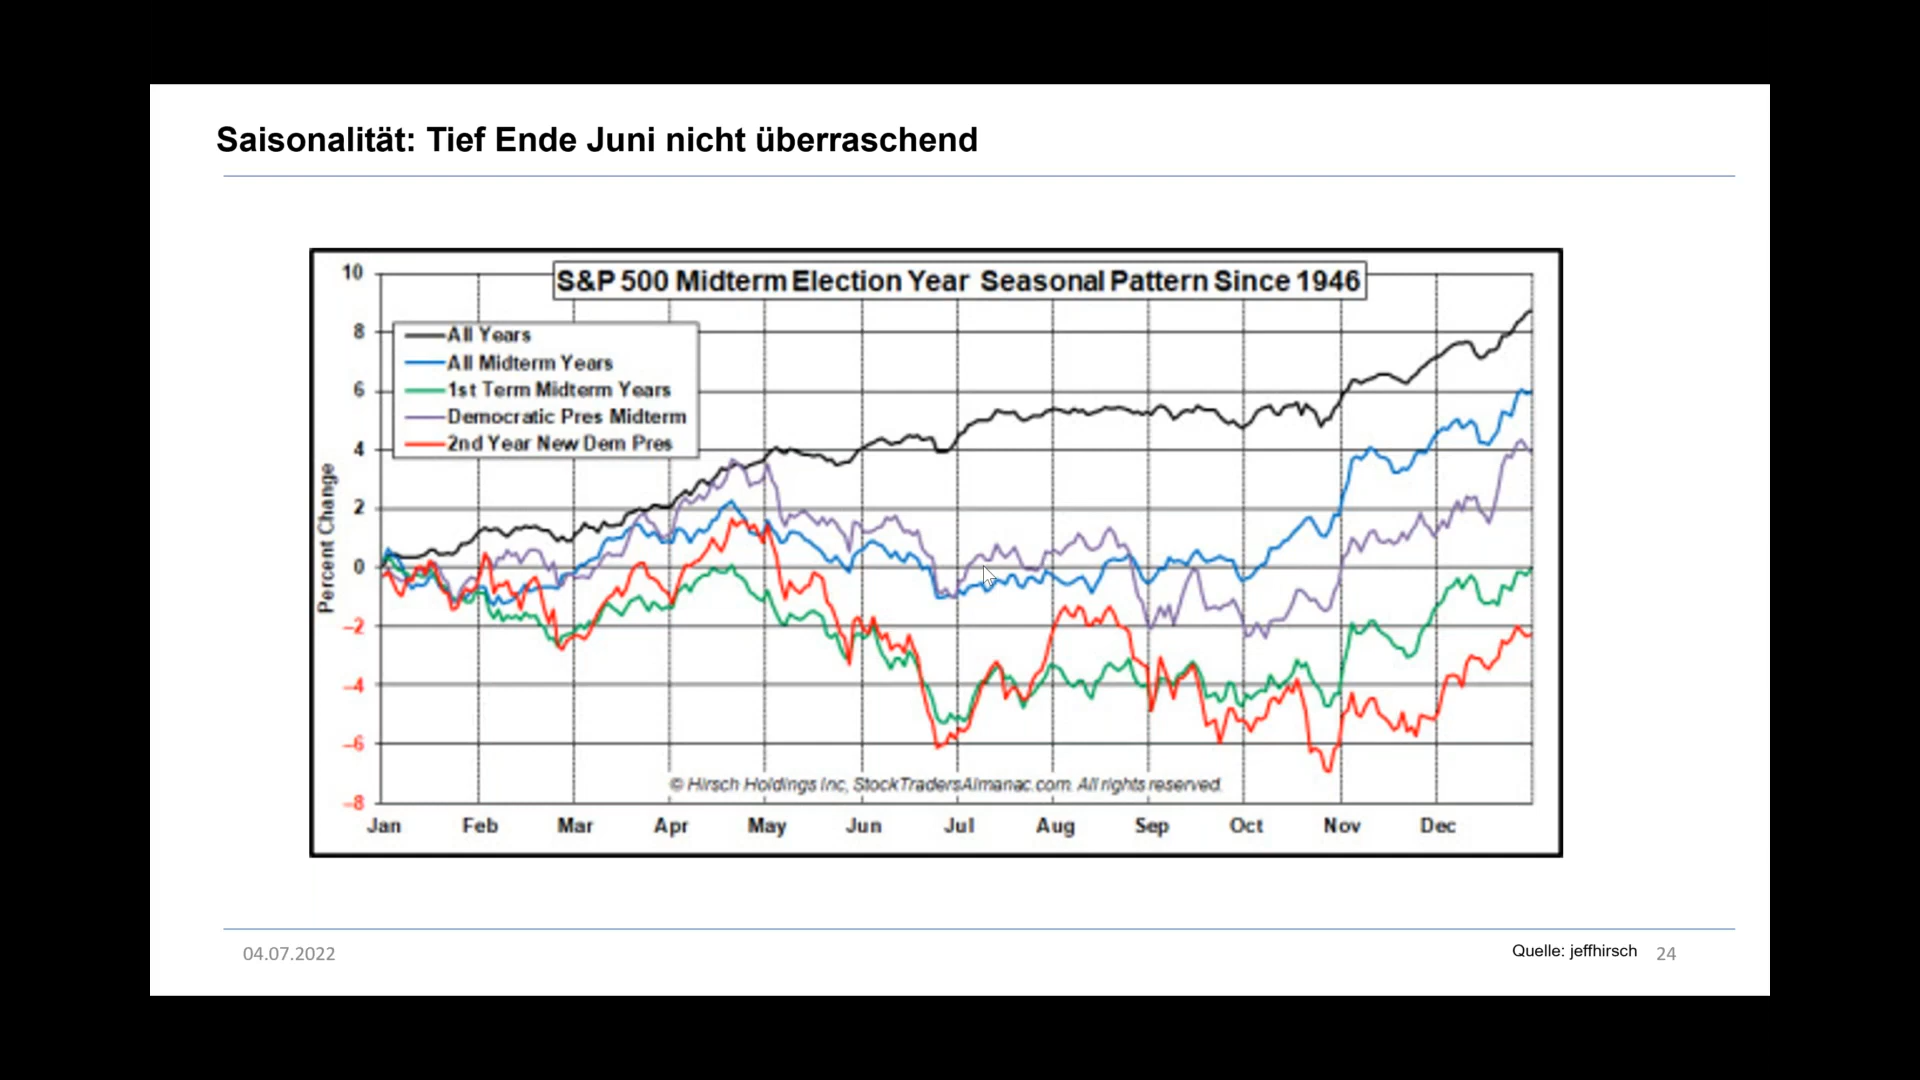 Saisonalität: Tief Ende Juni nicht überraschend
S&P 500 Midterm Election Year Seasonal Pattern Since 1946
All Years
All Midterm Years
1st Term Midterm Years
Democratic Pres Midterm
2nd Year New Dem Pres
Percent Change
10
8
6
4
2
0
-2
-4
-6
-8
© Hirsch Holdings Inc, StockTradersAlmanac.com. All rights reserved.
Jan Feb Mar Apr May Jun Jul Aug Sep Oct Nov Dec
04.07.2022
Quelle: jeffhirsch 24